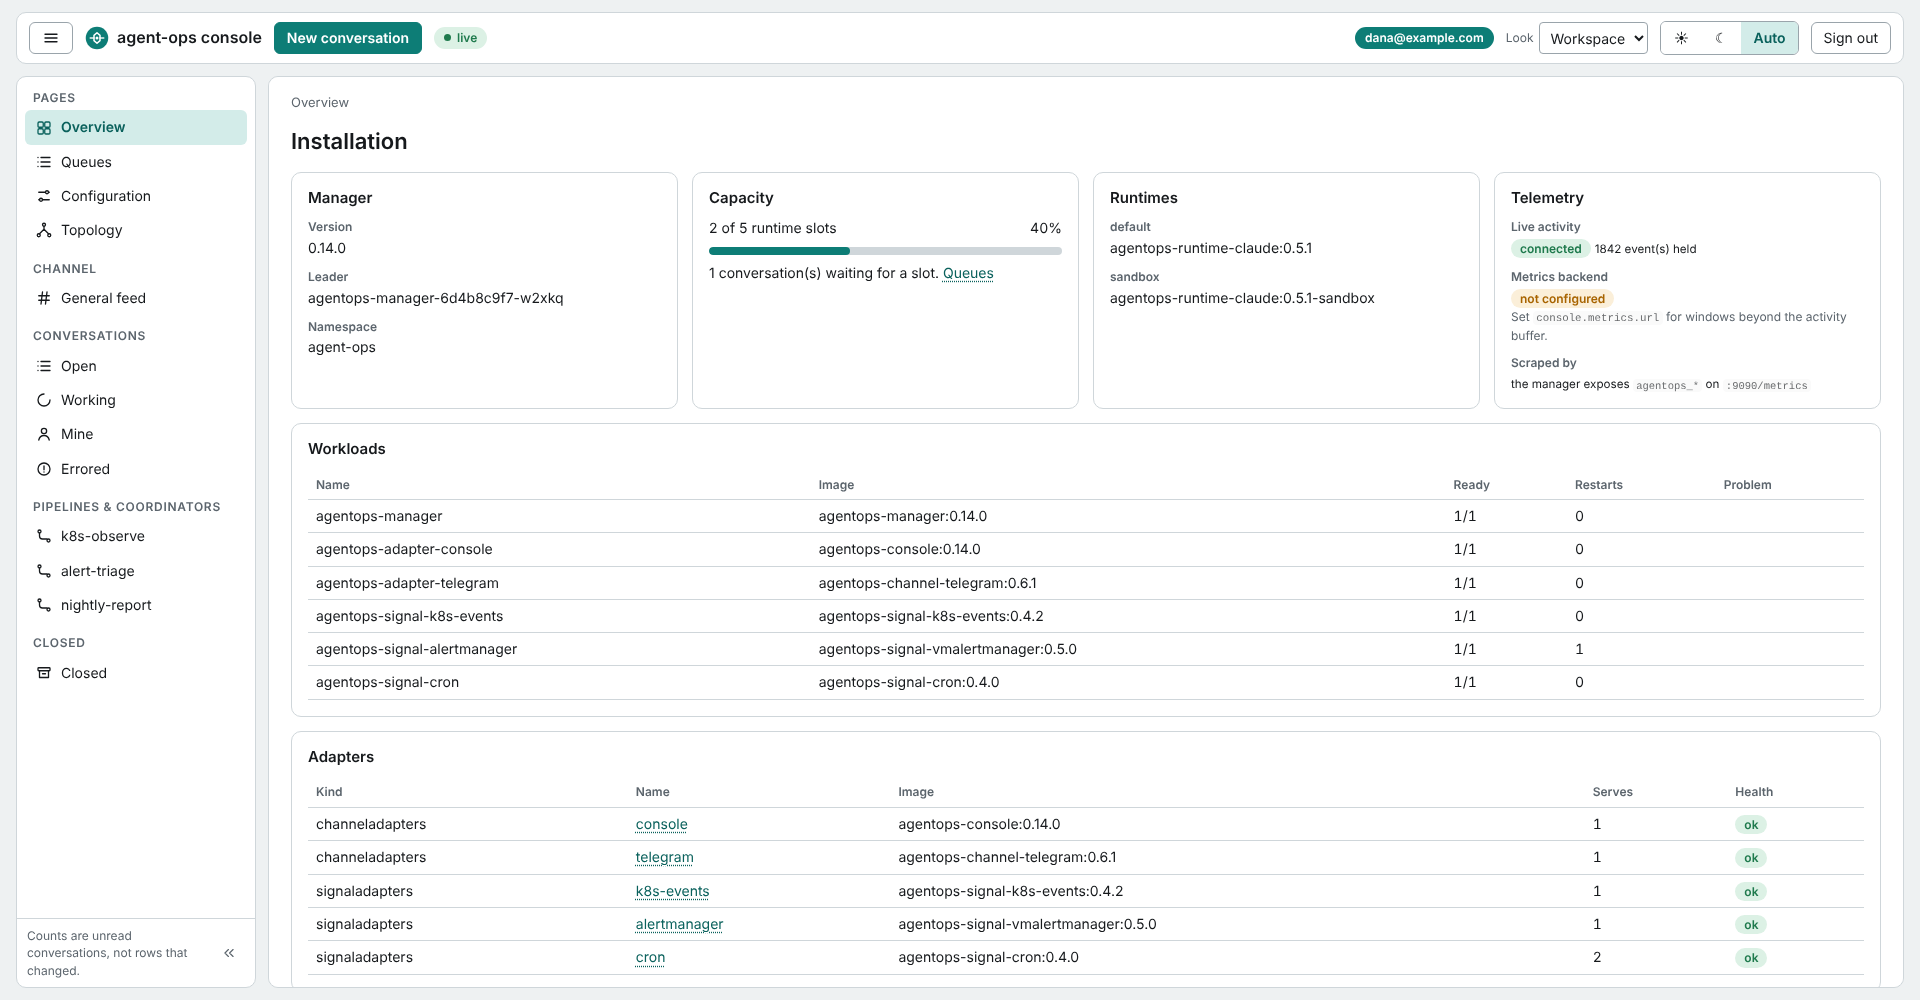 agent-ops console
New conversation
live
dana@example.com
Look
Workspace
Auto
Sign out
PAGES
Overview
Queues
Configuration
Topology
CHANNEL
General feed
CONVERSATIONS
Open
Working
Mine
Errored
PIPELINES & COORDINATORS
k8s-observe
alert-triage
nightly-report
CLOSED
Closed
Counts are unread
conversations, not rows that
changed.
Overview
Installation
Manager
Version
0.14.0
Leader
agentops-manager-6d4b8c9f7-w2xkq
Namespace
agent-ops
Capacity
2 of 5 runtime slots 40%
1 conversation(s) waiting for a slot. Queues
Runtimes
default
agentops-runtime-claude:0.5.1
sandbox
agentops-runtime-claude:0.5.1-sandbox
Telemetry
Live activity
connected 1842 event(s) held
Metrics backend
not configured
Set console.metrics.url for windows beyond the activity
buffer.
Scraped by
the manager exposes agentops_* on :9090/metrics
Workloads
Name Image Ready Restarts Problem
agentops-manager agentops-manager:0.14.0 1/1 0
agentops-adapter-console agentops-console:0.14.0 1/1 0
agentops-adapter-telegram agentops-channel-telegram:0.6.1 1/1 0
agentops-signal-k8s-events agentops-signal-k8s-events:0.4.2 1/1 0
agentops-signal-alertmanager agentops-signal-vmalertmanager:0.5.0 1/1 1
agentops-signal-cron agentops-signal-cron:0.4.0 1/1 0
Adapters
Kind Name Image Serves Health
channeladapters console agentops-console:0.14.0 1 ok
channeladapters telegram agentops-channel-telegram:0.6.1 1 ok
signaladapters k8s-events agentops-signal-k8s-events:0.4.2 1 ok
signaladapters alertmanager agentops-signal-vmalertmanager:0.5.0 1 ok
signaladapters cron agentops-signal-cron:0.4.0 2 ok